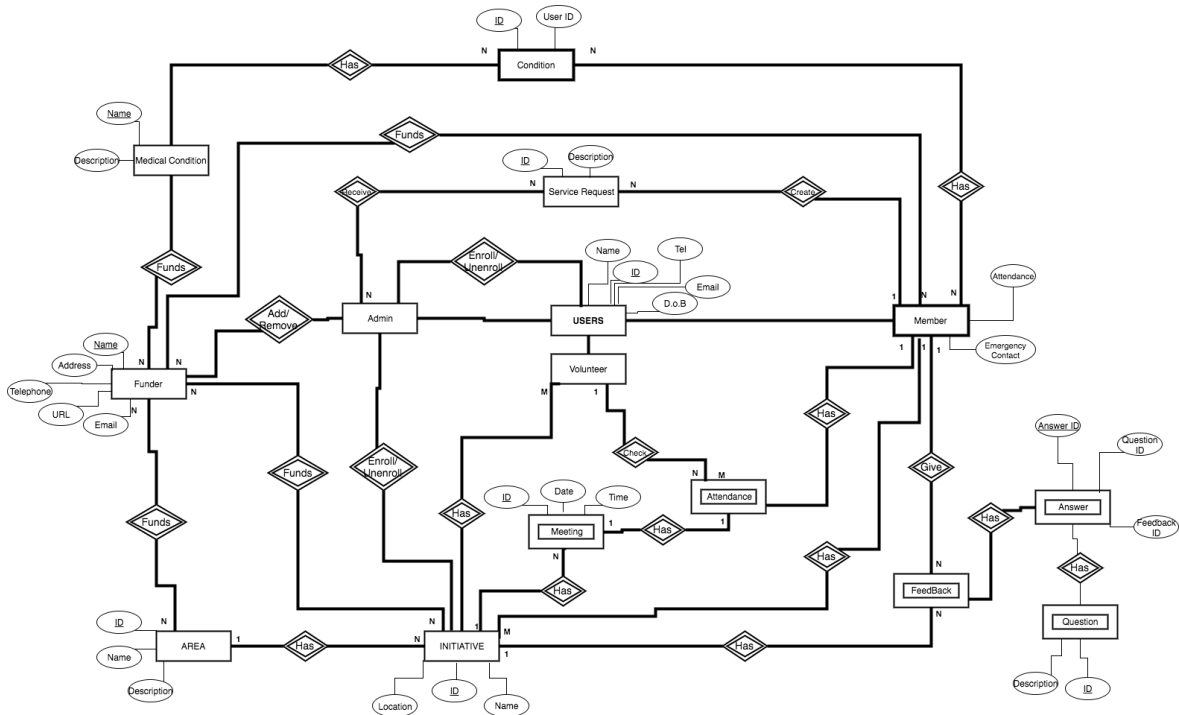 ID
User ID
N
N
Has
Condition
Name
Funds
Description
Medical Condition
ID
Description
Receive
N
Service Request
N
Create
Has
Funds
Enroll/
Unenroll
Name
Tel
ID
Email
D.o.B
Attendance
N
1
N
N
Add/
Remove
Admin
USERS
Member
Name
Address
Emergency
Contact
N
N
1
1
1
Telephone
Funder
N
Volunteer
URL
Email
N
M
1
Has
Answer ID
Question
ID
Funds
Enroll/
Unenroll
Check
Give
N
M
ID
Date
Time
Attendance
Has
Answer
Funds
Has
Meeting
1
Has
1
Feedback
ID
N
Has
Has
N
FeedBack
Has
ID
N
N
1
M
N
Question
Name
AREA
1
Has
N
INITIATIVE
1
Has
Description
Location
ID
Name
Description
ID